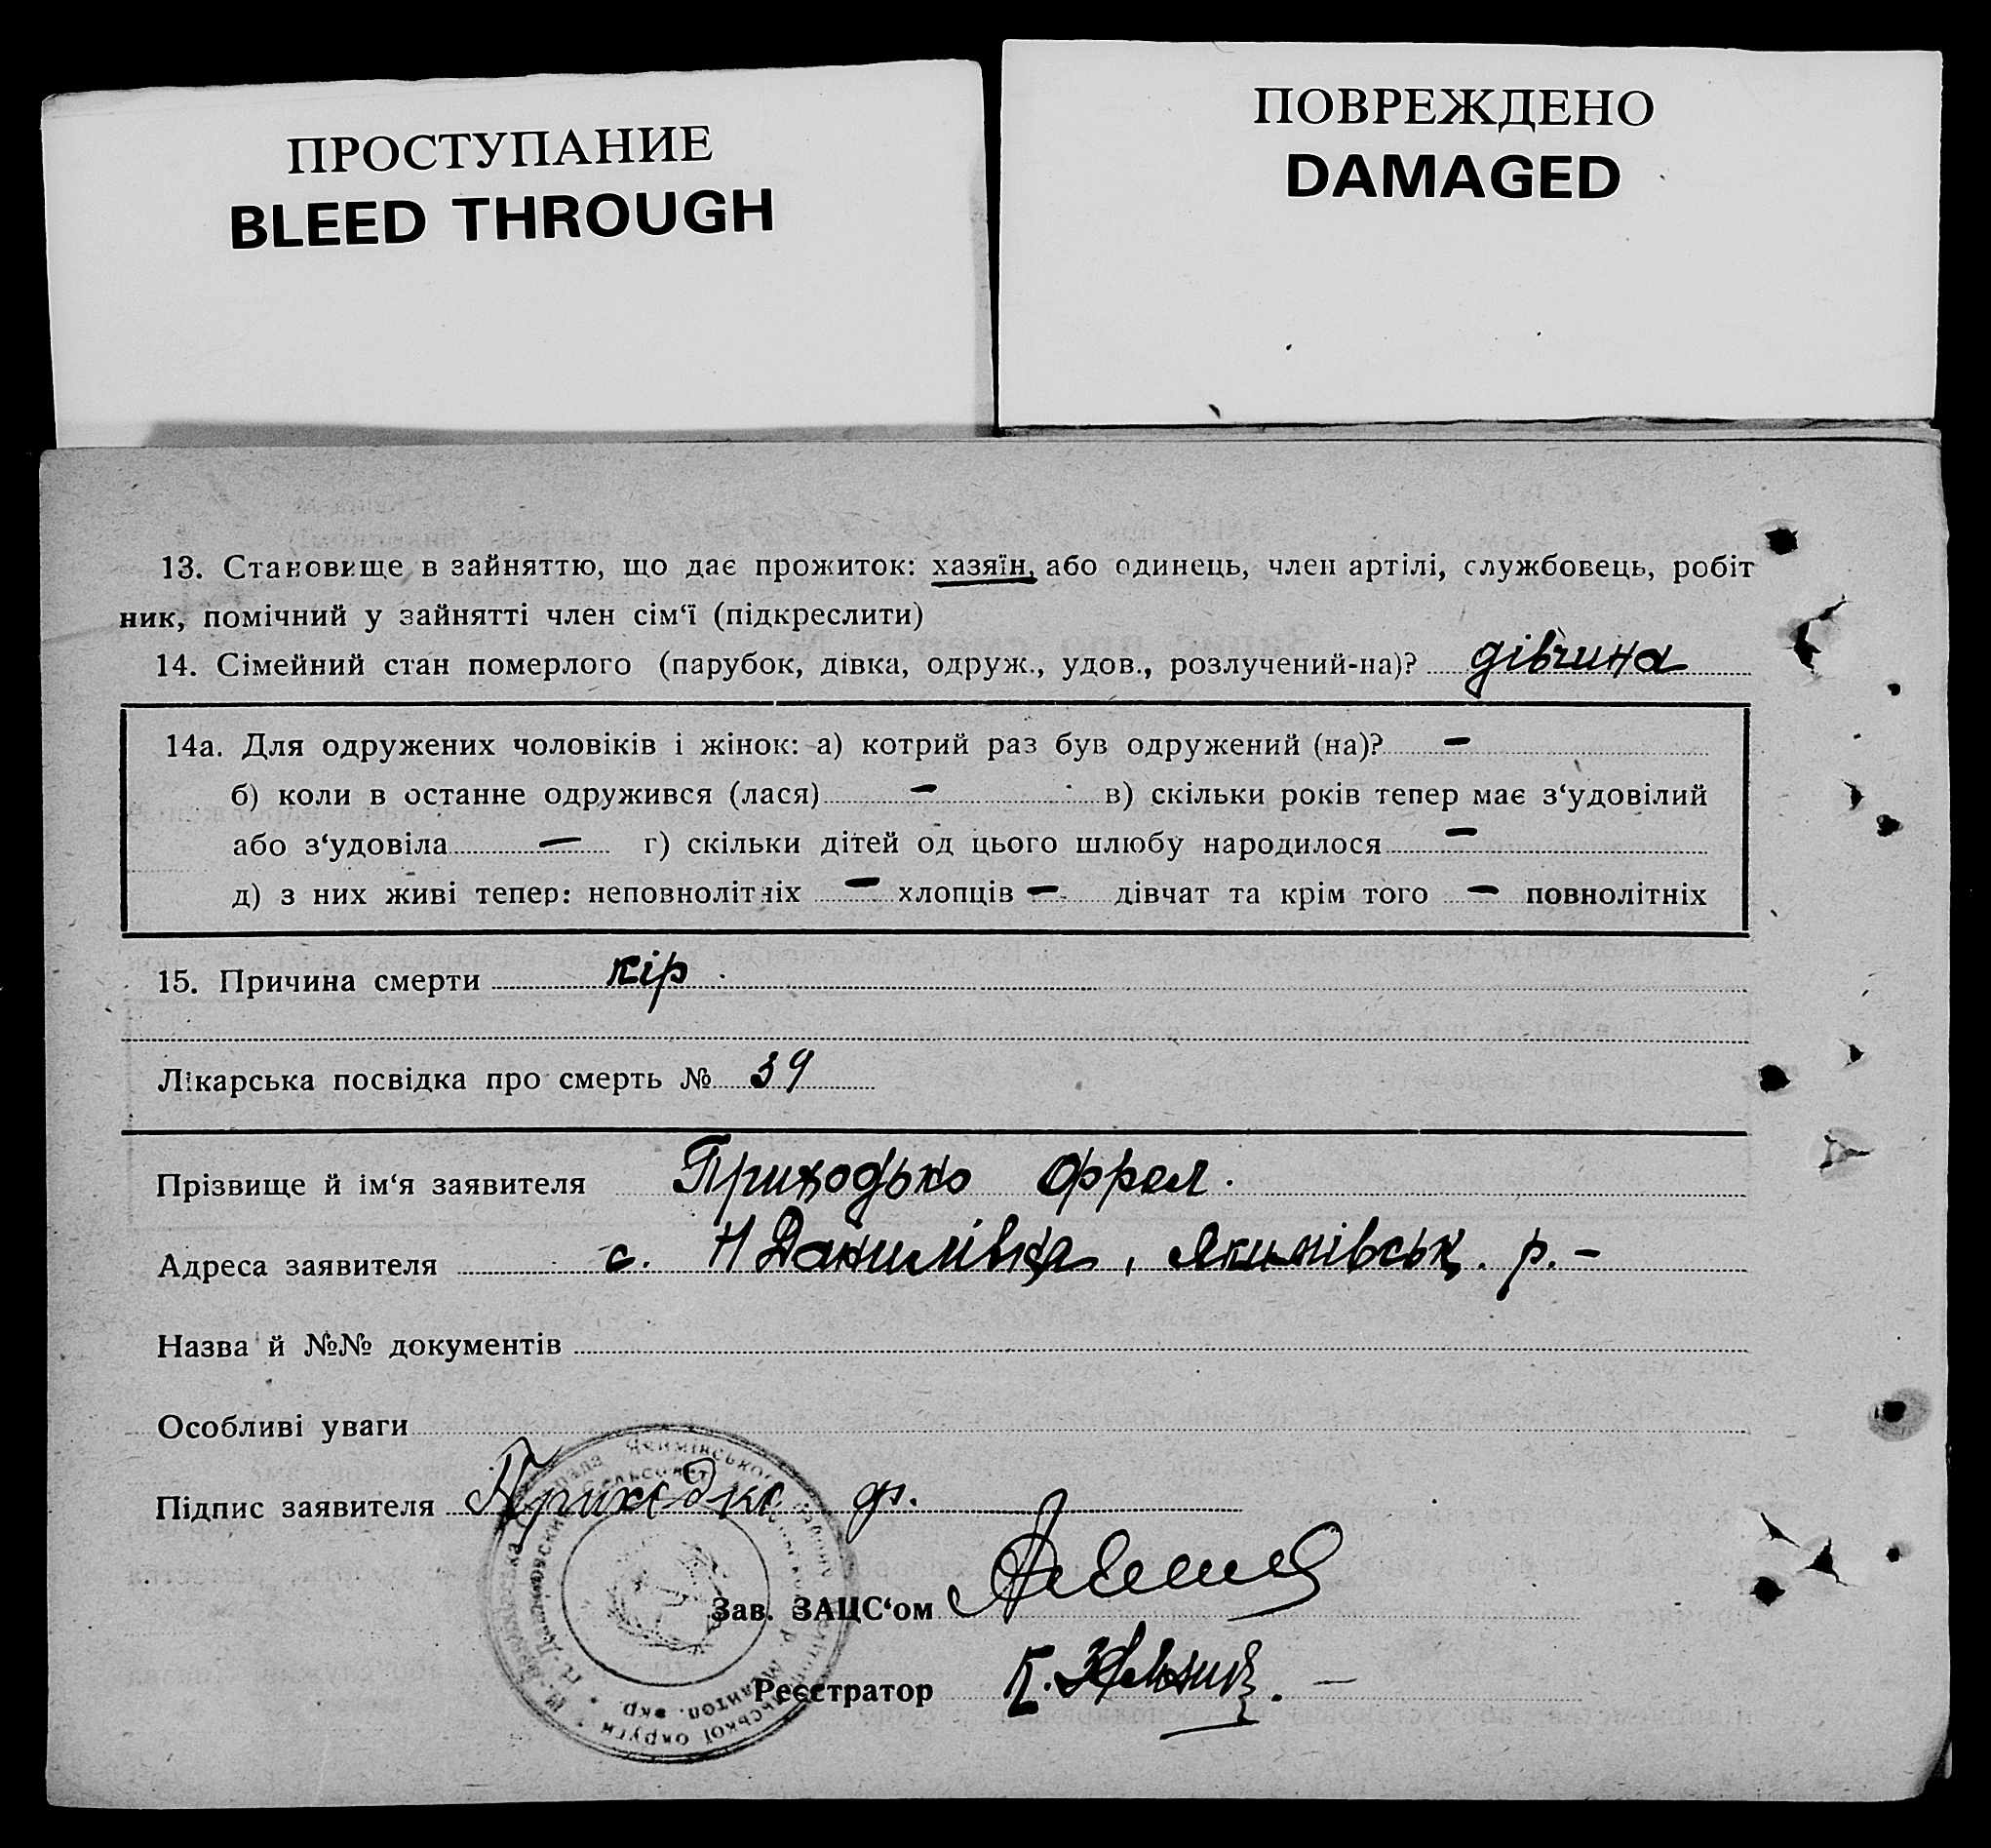 ПРОСТУПАНИЕ
BLEED THROUGH
ПОВРЕЖДЕНО
DAMAGED
13. Становище в зайняттю, що дає прожиток: хазяїн, або одинець, член артілі, службовець, робіт
ник, помічний у зайнятті член сім‘ї (підкреслити)
14. Сімейний стан померлого (парубок, дівка, одруж., удов., розлучений-на)? дівчина
14а. Для одружених чоловіків і жінок: а) котрий раз був одружений (на)? –
б) коли в останне одружився (лася) – в) скільки років тепер має з‘удовілий
або з‘удовіла – г) скільки дітей од цього шлюбу народилося –
д) з них живі тепер: неповнолітніх – хлопців – дівчат та крім того – повнолітніх
15. Причина смерти кір
Лікарська посвідка про смерть № 39
Прізвище й ім‘я заявителя Приходько
Адреса заявителя с. Н Данилівка, Якимівськ. р. –
Назва й №№ документів
Особливі уваги
Підпис заявителя Приходко ф.
Зав. ЗАЦС‘ом
Реєстратор К.